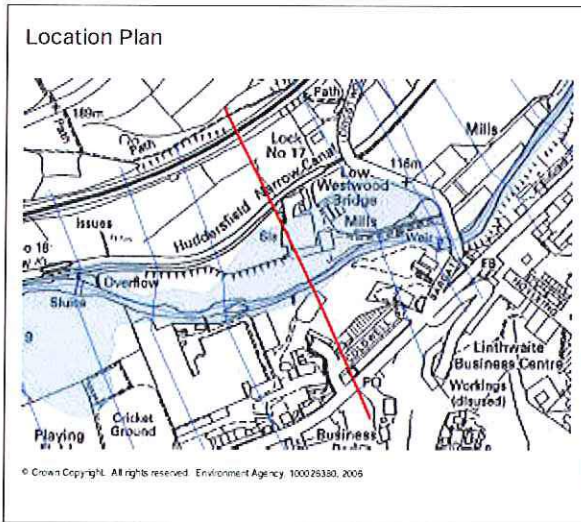 Location Plan
Path
189m
Path
Path
Lock
No 17
Mills
116m
Huddersfield Narrow Canal
Low
Westwood
Bridge
Issues
Mills
Weir
Overflow
Sluice
FB
Linthwaite
Business Centre
PO
Workings
(disused)
Cricket
Ground
Playing
Business
© Crown Copyright. All rights reserved. Environment Agency, 100026380, 2006